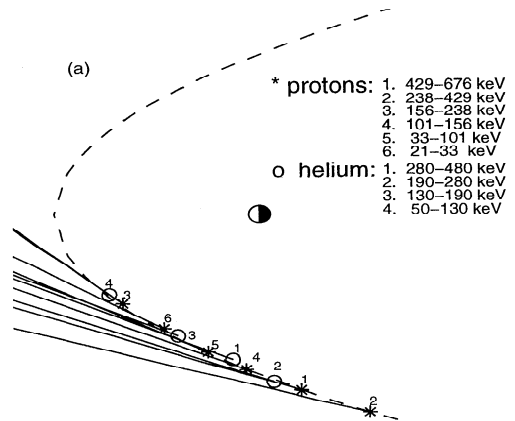 (a)
* protons: 1. 429–676 keV
2. 238–429 keV
3. 156–238 keV
4. 101–156 keV
5. 33–101 keV
6. 21–33 keV
o helium: 1. 280–480 keV
2. 190–280 keV
3. 130–190 keV
4. 50–130 keV
4
3
6
3
5
1
4
2
1
2